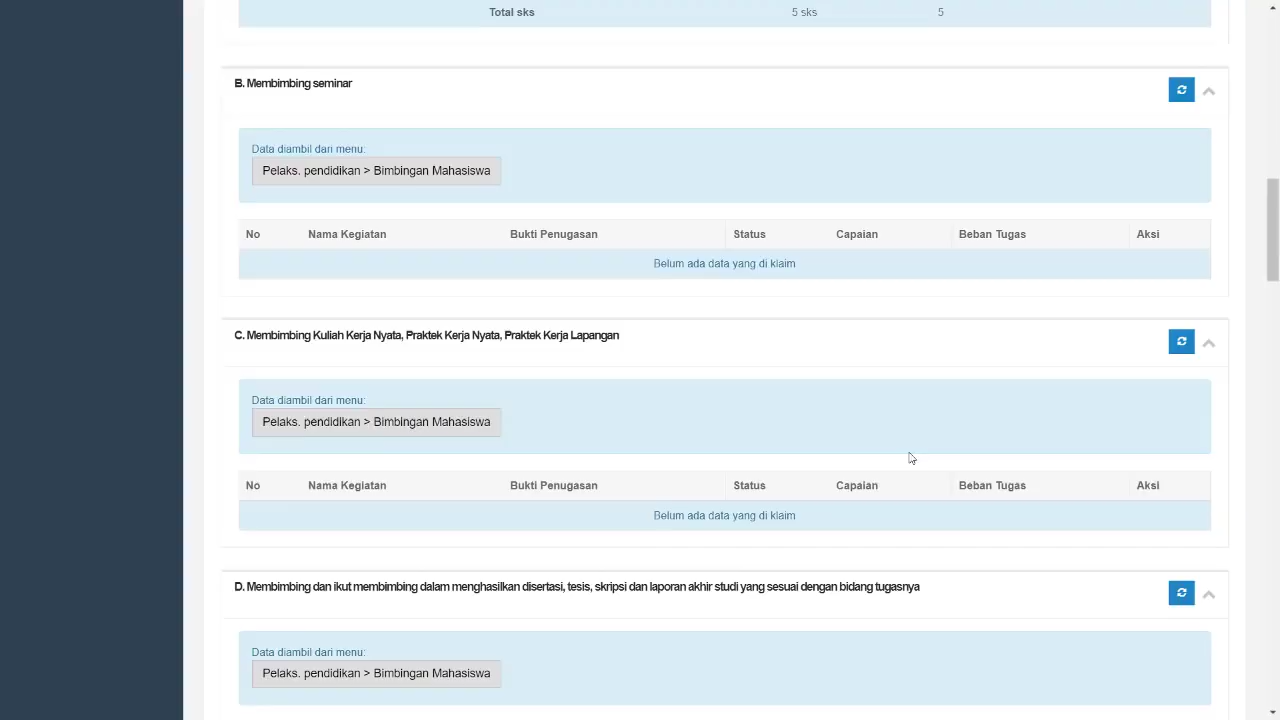 Total sks 5 sks 5
B. Membimbing seminar
Data diambil dari menu:
Pelaks. pendidikan > Bimbingan Mahasiswa
No Nama Kegiatan Bukti Penugasan Status Capaian Beban Tugas Aksi
Belum ada data yang di klaim
C. Membimbing Kuliah Kerja Nyata, Praktek Kerja Nyata, Praktek Kerja Lapangan
Data diambil dari menu:
Pelaks. pendidikan > Bimbingan Mahasiswa
No Nama Kegiatan Bukti Penugasan Status Capaian Beban Tugas Aksi
Belum ada data yang di klaim
D. Membimbing dan ikut membimbing dalam menghasilkan disertasi, tesis, skripsi dan laporan akhir studi yang sesuai dengan bidang tugasnya
Data diambil dari menu:
Pelaks. pendidikan > Bimbingan Mahasiswa